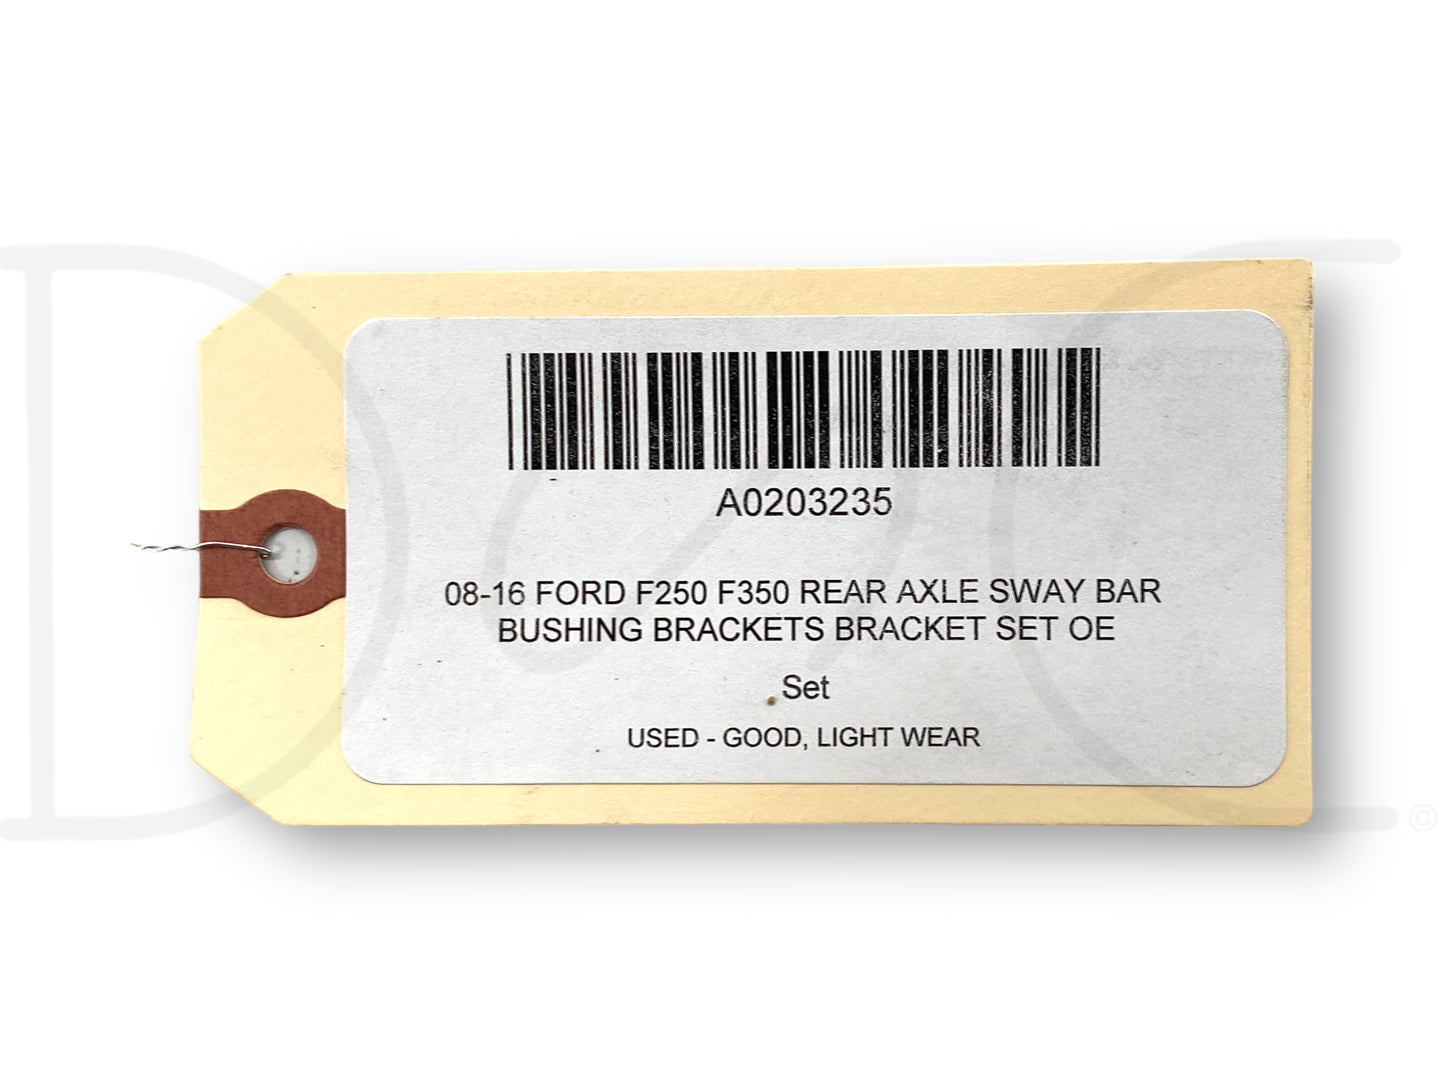 A0203235
08-16 FORD F250 F350 REAR AXLE SWAY BAR
BUSHING BRACKETS BRACKET SET OE
Set
USED - GOOD, LIGHT WEAR
©